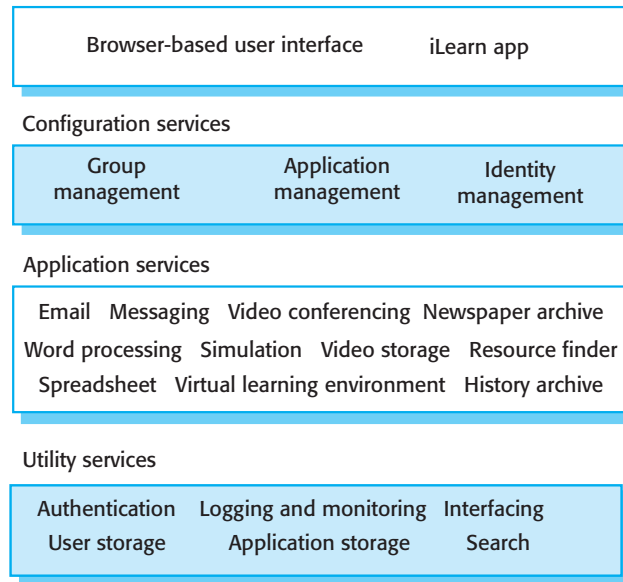 Browser-based user interface iLearn app
Configuration services
Group management Application management Identity management
Application services
Email Messaging Video conferencing Newspaper archive
Word processing Simulation Video storage Resource finder
Spreadsheet Virtual learning environment History archive
Utility services
Authentication Logging and monitoring Interfacing
User storage Application storage Search